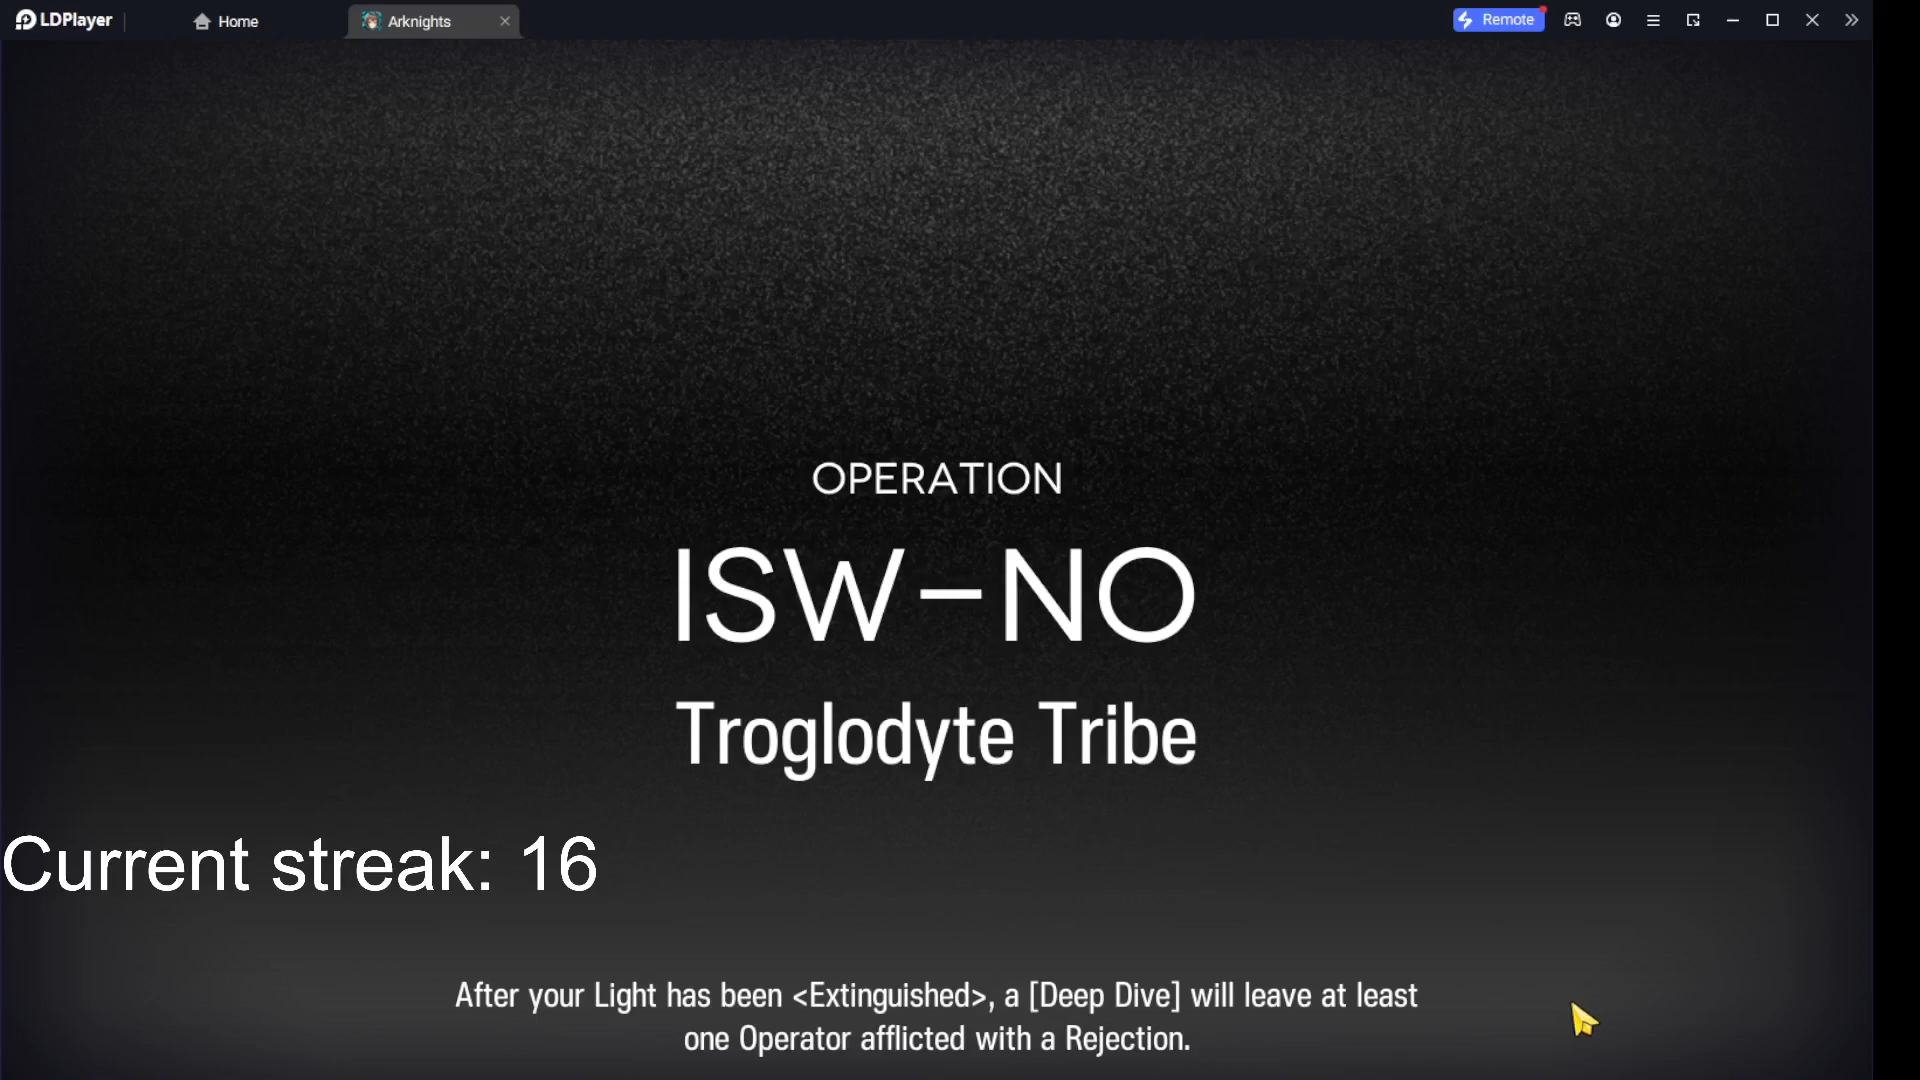 LDPlayer
Home
Arknights
Remote
OPERATION
ISW-NO
Troglodyte Tribe
Current streak: 16
After your Light has been <Extinguished>, a [Deep Dive] will leave at least
one Operator afflicted with a Rejection.